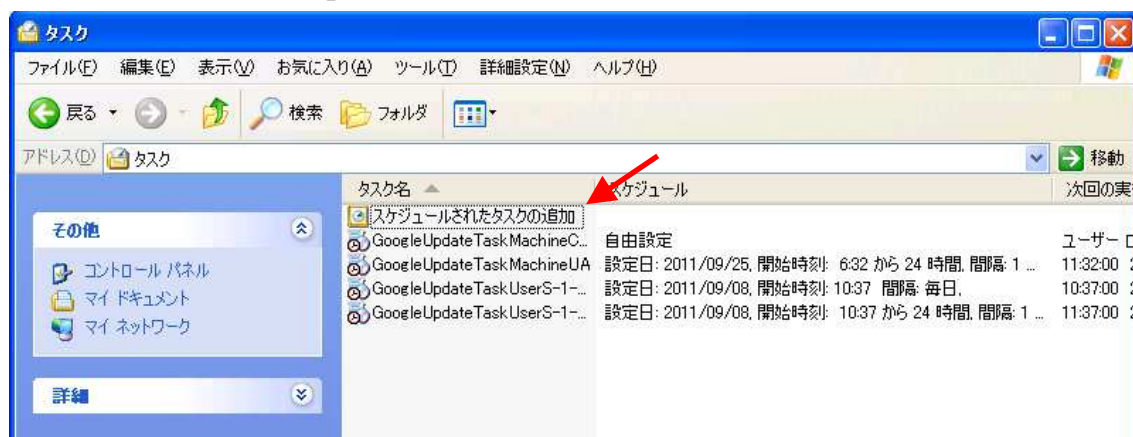 タスク
ファイル(F) 編集(E) 表示(V) お気に入り(A) ツール(T) 詳細設定(N) ヘルプ(H)
戻る 検索 フォルダ
アドレス(D) タスク 移動
タスク名 スケジュール 次回の実
その他
コントロール パネル
マイ ドキュメント
マイ ネットワーク
詳細
スケジュールされたタスクの追加
GoogleUpdateTaskMachineC... 自由設定 ユーザー ロ
GoogleUpdateTaskMachineUA 設定日: 2011/09/25, 開始時刻: 6:32 から 24 時間, 間隔: 1 ... 11:32:00 2
GoogleUpdateTaskUserS-1-... 設定日: 2011/09/08, 開始時刻: 10:37 間隔: 毎日, 10:37:00 2
GoogleUpdateTaskUserS-1-... 設定日: 2011/09/08, 開始時刻: 10:37 から 24 時間, 間隔: 1 ... 11:37:00 2